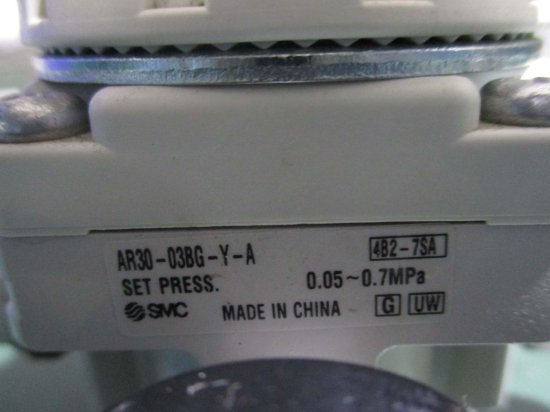 AR30-03BG-Y-A 4B2-7SA
SET PRESS. 0.05~0.7MPa
SMC MADE IN CHINA G UW